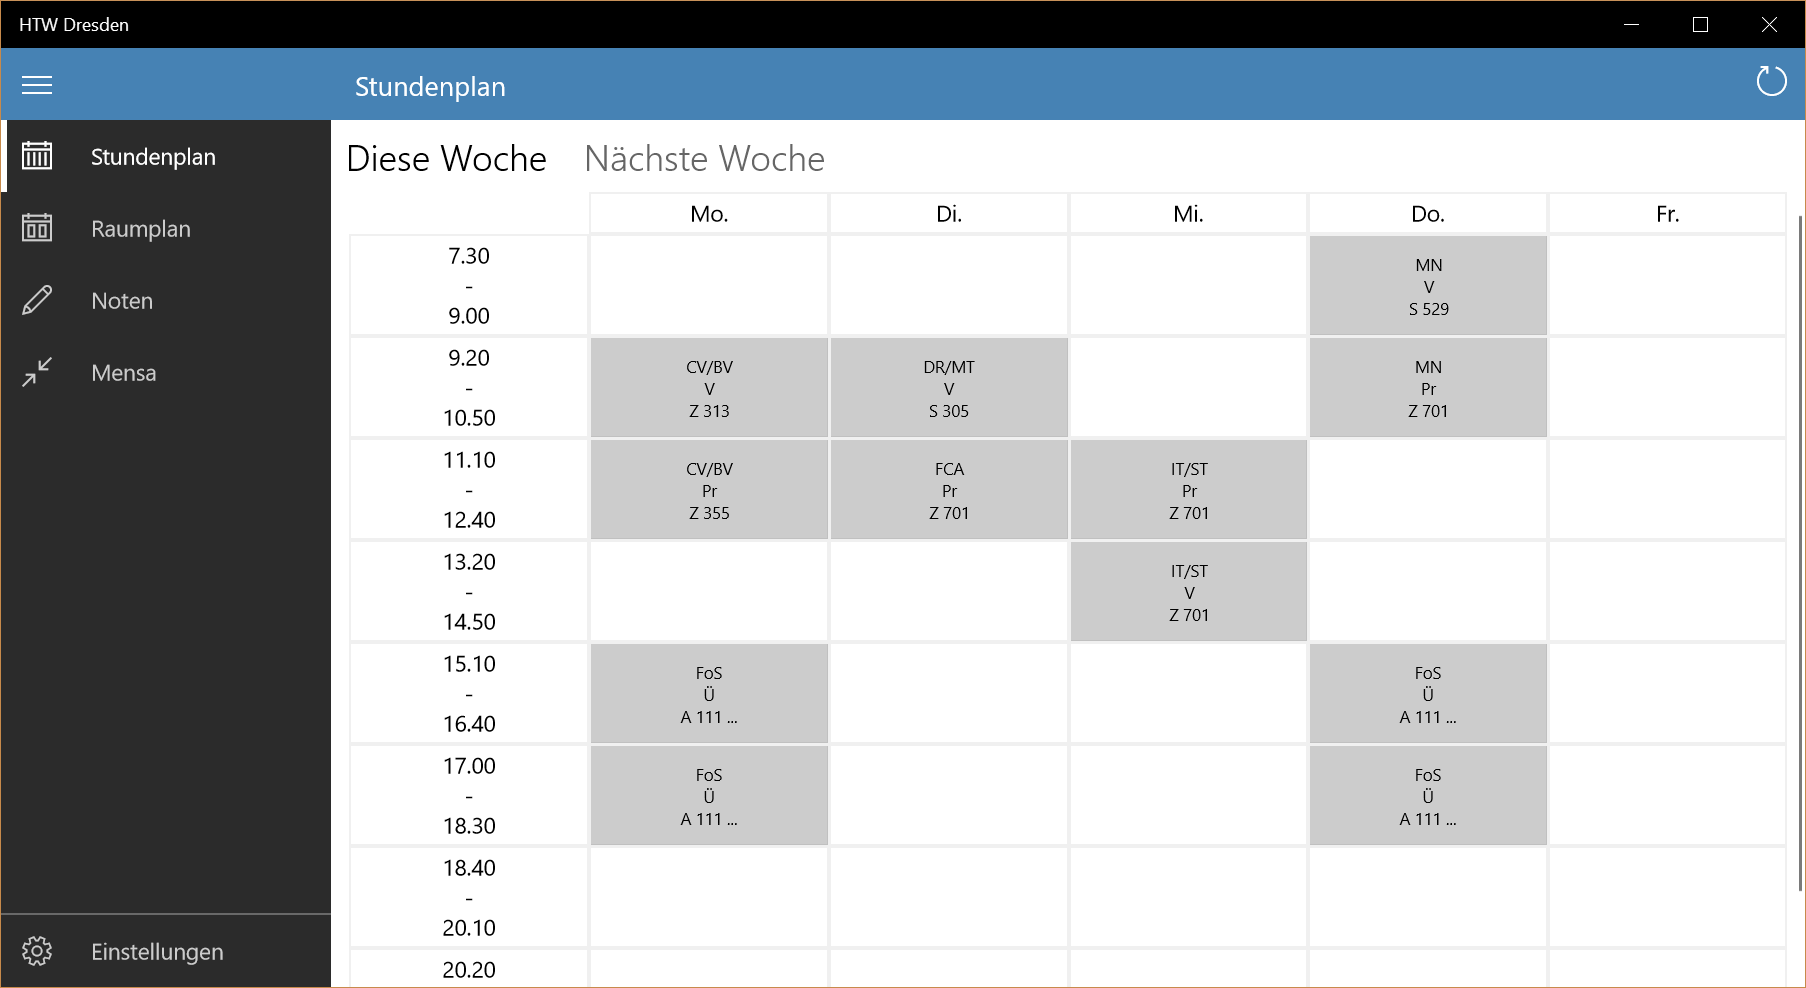 HTW Dresden
Stundenplan
Stundenplan
Raumplan
Noten
Mensa
Einstellungen
Diese Woche Nächste Woche
Mo. Di. Mi. Do. Fr.
7.30
-
9.00
MN
V
S 529
9.20
-
10.50
CV/BV
V
Z 313
DR/MT
V
S 305
MN
Pr
Z 701
11.10
-
12.40
CV/BV
Pr
Z 355
FCA
Pr
Z 701
IT/ST
Pr
Z 701
13.20
-
14.50
IT/ST
V
Z 701
15.10
-
16.40
FoS
Ü
A 111 ...
FoS
Ü
A 111 ...
17.00
-
18.30
FoS
Ü
A 111 ...
FoS
Ü
A 111 ...
18.40
-
20.10
20.20